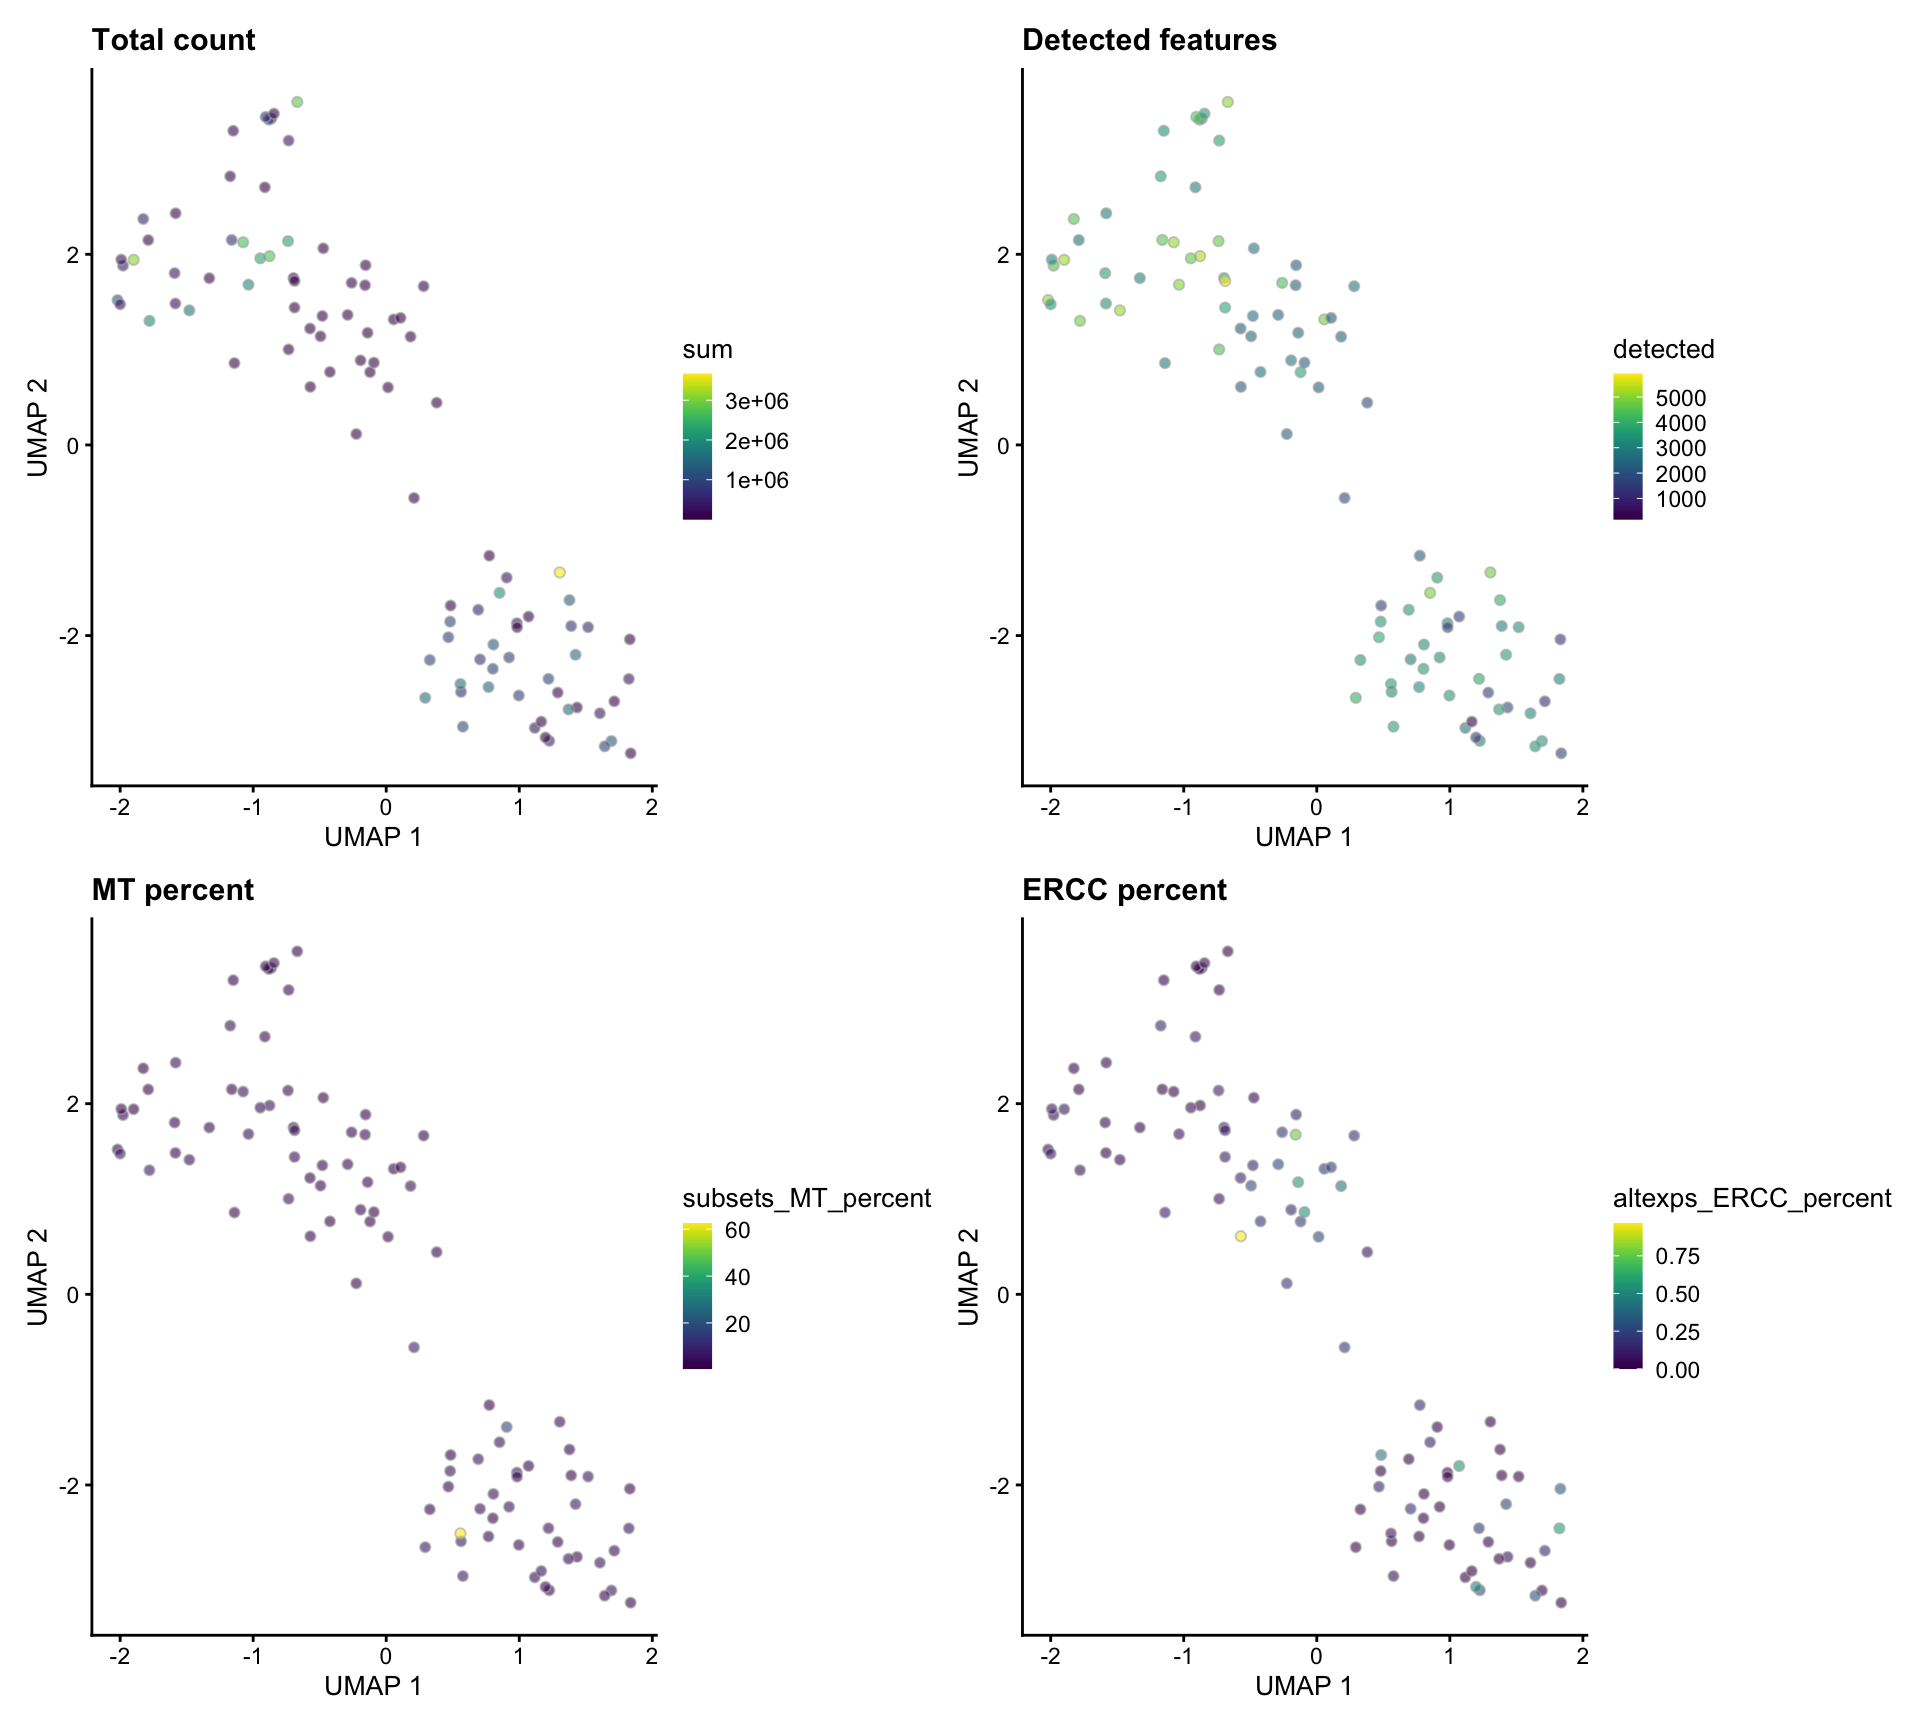 Total count
UMAP 2
2
0
-2
-2
-1
0
1
2
UMAP 1
sum
3e+06
2e+06
1e+06
Detected features
UMAP 2
2
0
-2
-2
-1
0
1
2
UMAP 1
detected
5000
4000
3000
2000
1000
MT percent
UMAP 2
2
0
-2
-2
-1
0
1
2
UMAP 1
subsets_MT_percent
60
40
20
ERCC percent
UMAP 2
2
0
-2
-2
-1
0
1
2
UMAP 1
altexps_ERCC_percent
0.75
0.50
0.25
0.00